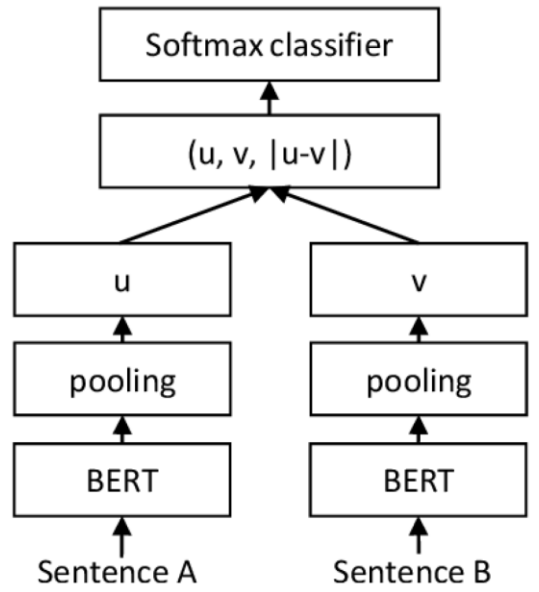 Softmax classifier
(u, v, |u-v|)
u
v
pooling
pooling
BERT
BERT
Sentence A
Sentence B